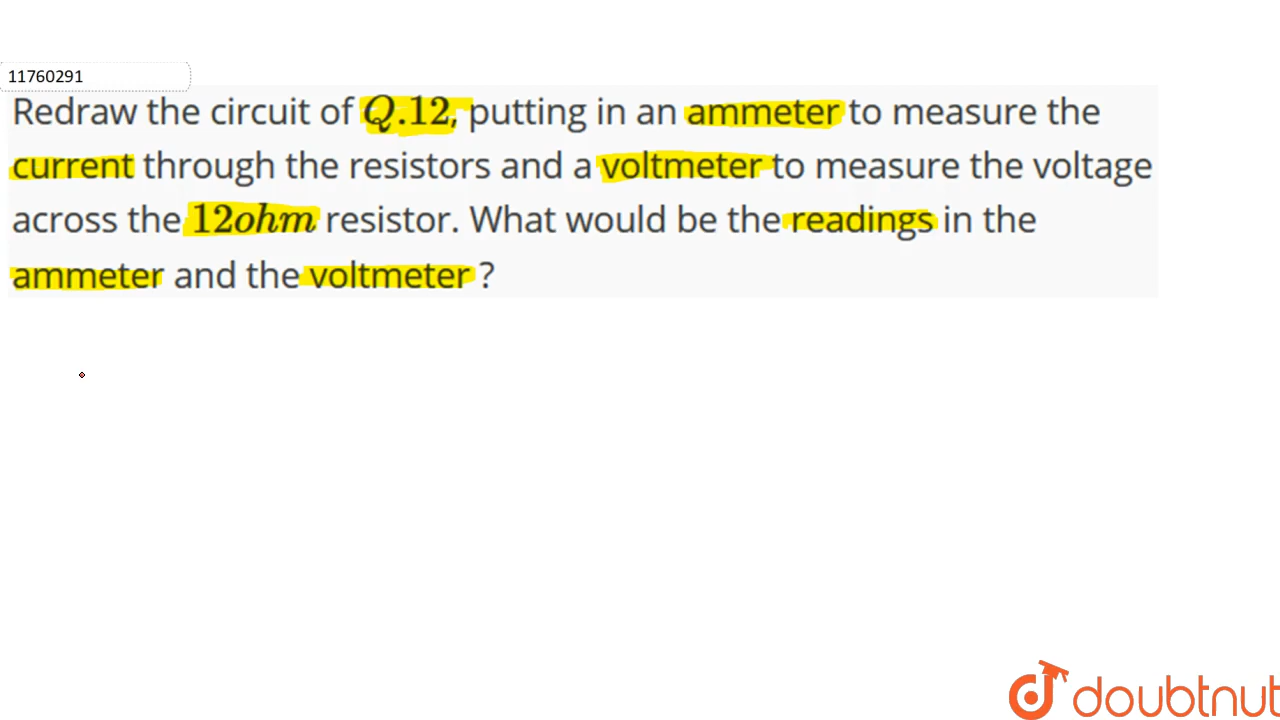 11760291
Redraw the circuit of Q.12, putting in an ammeter to measure the
current through the resistors and a voltmeter to measure the voltage
across the 12ohm resistor. What would be the readings in the
ammeter and the voltmeter ?
doubtnut